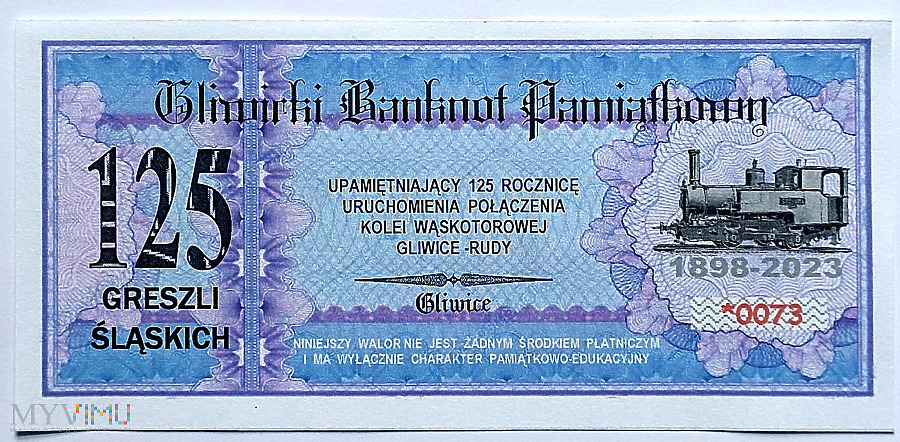 Gliwicki Banknot Pamiątkowy
125
GRESZLI
ŚLĄSKICH
UPAMIĘTNIAJĄCY 125 ROCZNICĘ
URUCHOMIENIA POŁĄCZENIA
KOLEI WĄSKOTOROWEJ
GLIWICE -RUDY
Gliwice
1898-2023
*0073
NINIEJSZY WALOR NIE JEST ŻADNYM ŚRODKIEM PŁATNICZYM
I MA WYŁĄCZNIE CHARAKTER PAMIĄTKOWO-EDUKACYJNY
MYVIMU